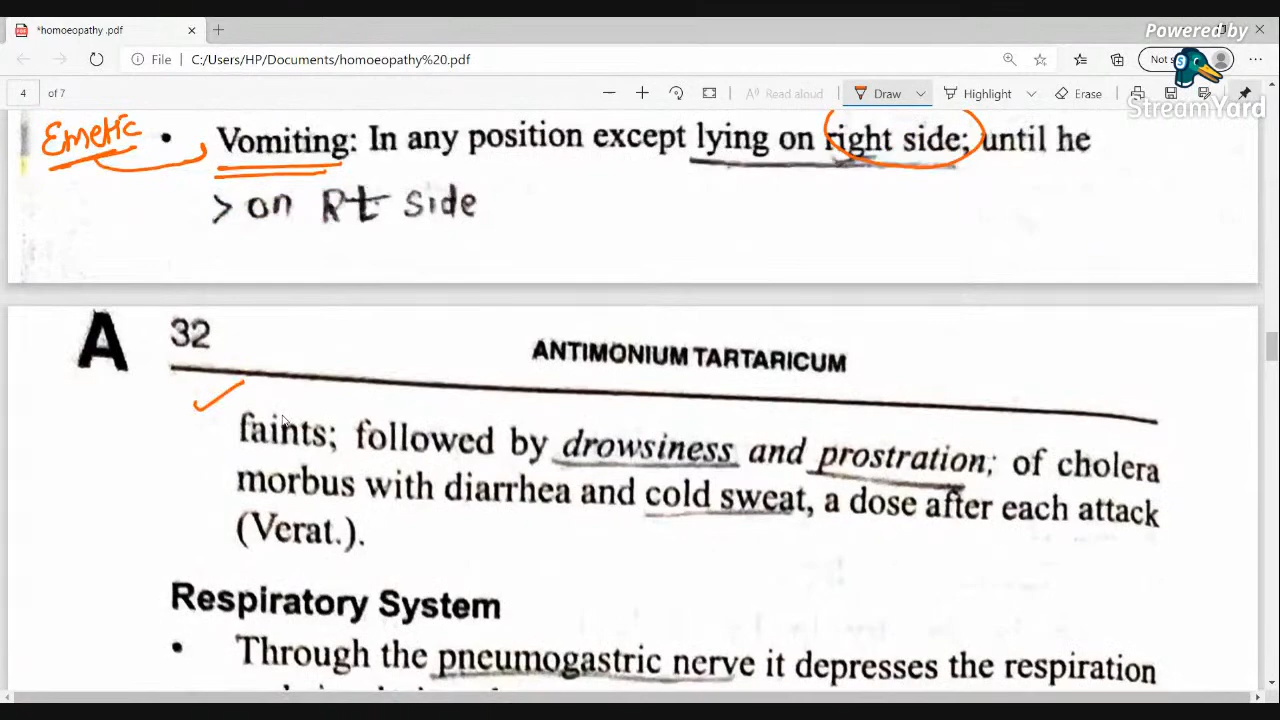 *homoeopathy .pdf
Powered by
File C:/Users/HP/Documents/homoeopathy%20.pdf
Not s
4 of 7 Read aloud Draw Highlight Erase
StreamYard
Emetic • Vomiting: In any position except lying on right side; until he
> on Rt side
A 32 ANTIMONIUM TARTARICUM
faints; followed by drowsiness and prostration; of cholera
morbus with diarrhea and cold sweat, a dose after each attack
(Verat.).
Respiratory System
• Through the pneumogastric nerve it depresses the respiration